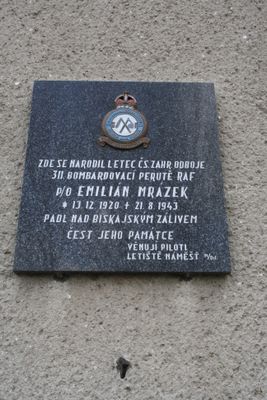 ZDE SE NARODIL LETEC ČS. ZAHR. ODBOJE
311. BOMBARDOVACÍ PERUTĚ RAF
P/O EMILIÁN MRÁZEK
* 13. 12. 1920 + 21. 8. 1943
PADL NAD BISKAJSKÝM ZÁLIVEM
ČEST JEHO PAMÁTCE
VĚNUJÍ PILOTI
LETIŠTĚ NÁMĚŠŤ